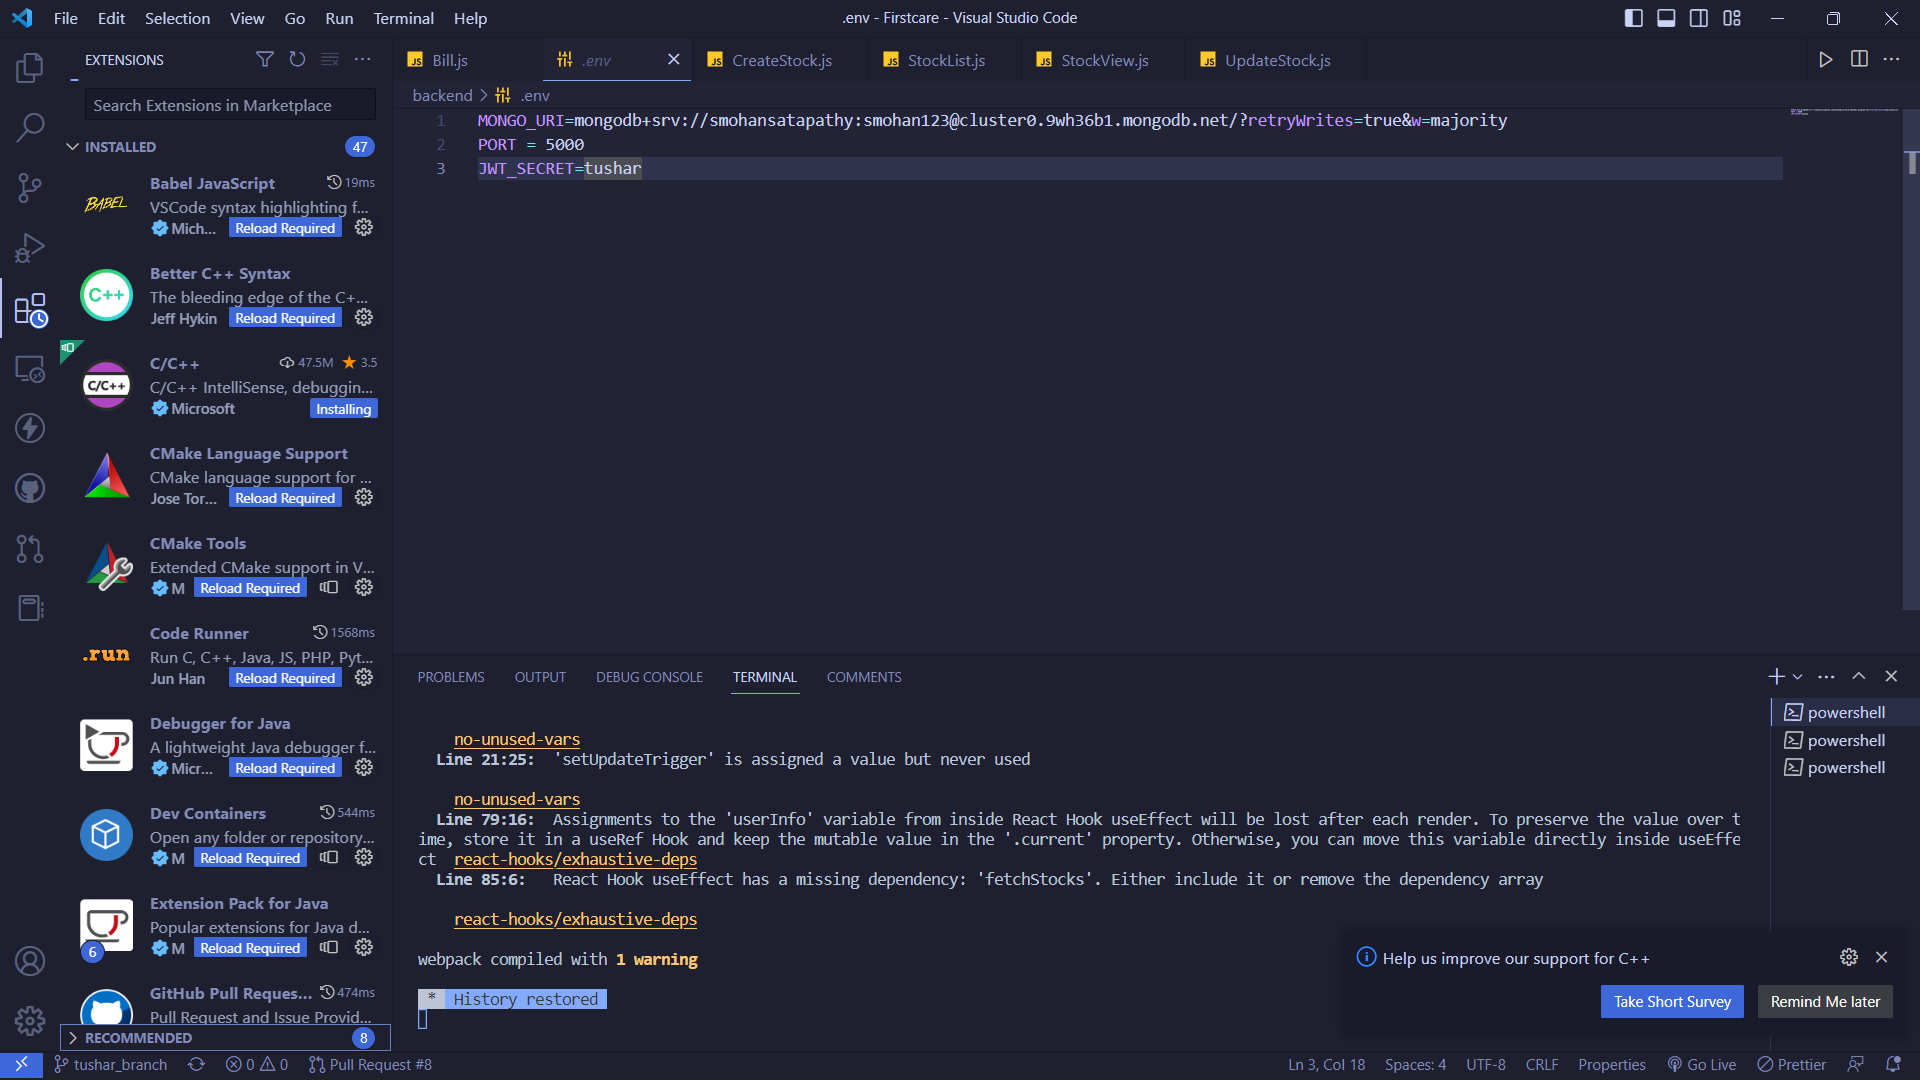 File Edit Selection View Go Run Terminal Help
.env - Firstcare - Visual Studio Code
EXTENSIONS
Search Extensions in Marketplace
INSTALLED 47
BABEL
Babel JavaScript 19ms
VSCode syntax highlighting f...
Mich... Reload Required
C++
Better C++ Syntax
The bleeding edge of the C+...
Jeff Hykin Reload Required
C/C++
C/C++ 47.5M 3.5
C/C++ IntelliSense, debuggin...
Microsoft Installing
CMake Language Support
CMake language support for ...
Jose Tor... Reload Required
CMake Tools
Extended CMake support in V...
M Reload Required
.run
Code Runner 1568ms
Run C, C++, Java, JS, PHP, Pyt...
Jun Han Reload Required
Debugger for Java
A lightweight Java debugger f...
Micr... Reload Required
Dev Containers 544ms
Open any folder or repository...
M Reload Required
Extension Pack for Java
Popular extensions for Java d...
6 M Reload Required
GitHub Pull Reques... 474ms
Pull Request and Issue Provid...
RECOMMENDED 8
JS Bill.js .env JS CreateStock.js JS StockList.js JS StockView.js JS UpdateStock.js
backend > .env
1 MONGO_URI=mongodb+srv://smohansatapathy:smohan123@cluster0.9wh36b1.mongodb.net/?retryWrites=true&w=majority
2 PORT = 5000
3 JWT_SECRET=tushar
PROBLEMS OUTPUT DEBUG CONSOLE TERMINAL COMMENTS
no-unused-vars
Line 21:25: 'setUpdateTrigger' is assigned a value but never used
no-unused-vars
Line 79:16: Assignments to the 'userInfo' variable from inside React Hook useEffect will be lost after each render. To preserve the value over t
ime, store it in a useRef Hook and keep the mutable value in the '.current' property. Otherwise, you can move this variable directly inside useEffe
ct react-hooks/exhaustive-deps
Line 85:6: React Hook useEffect has a missing dependency: 'fetchStocks'. Either include it or remove the dependency array
react-hooks/exhaustive-deps
webpack compiled with 1 warning
* History restored
powershell
powershell
powershell
Help us improve our support for C++
Take Short Survey Remind Me later
tushar_branch 0 0 Pull Request #8
Ln 3, Col 18 Spaces: 4 UTF-8 CRLF Properties Go Live Prettier